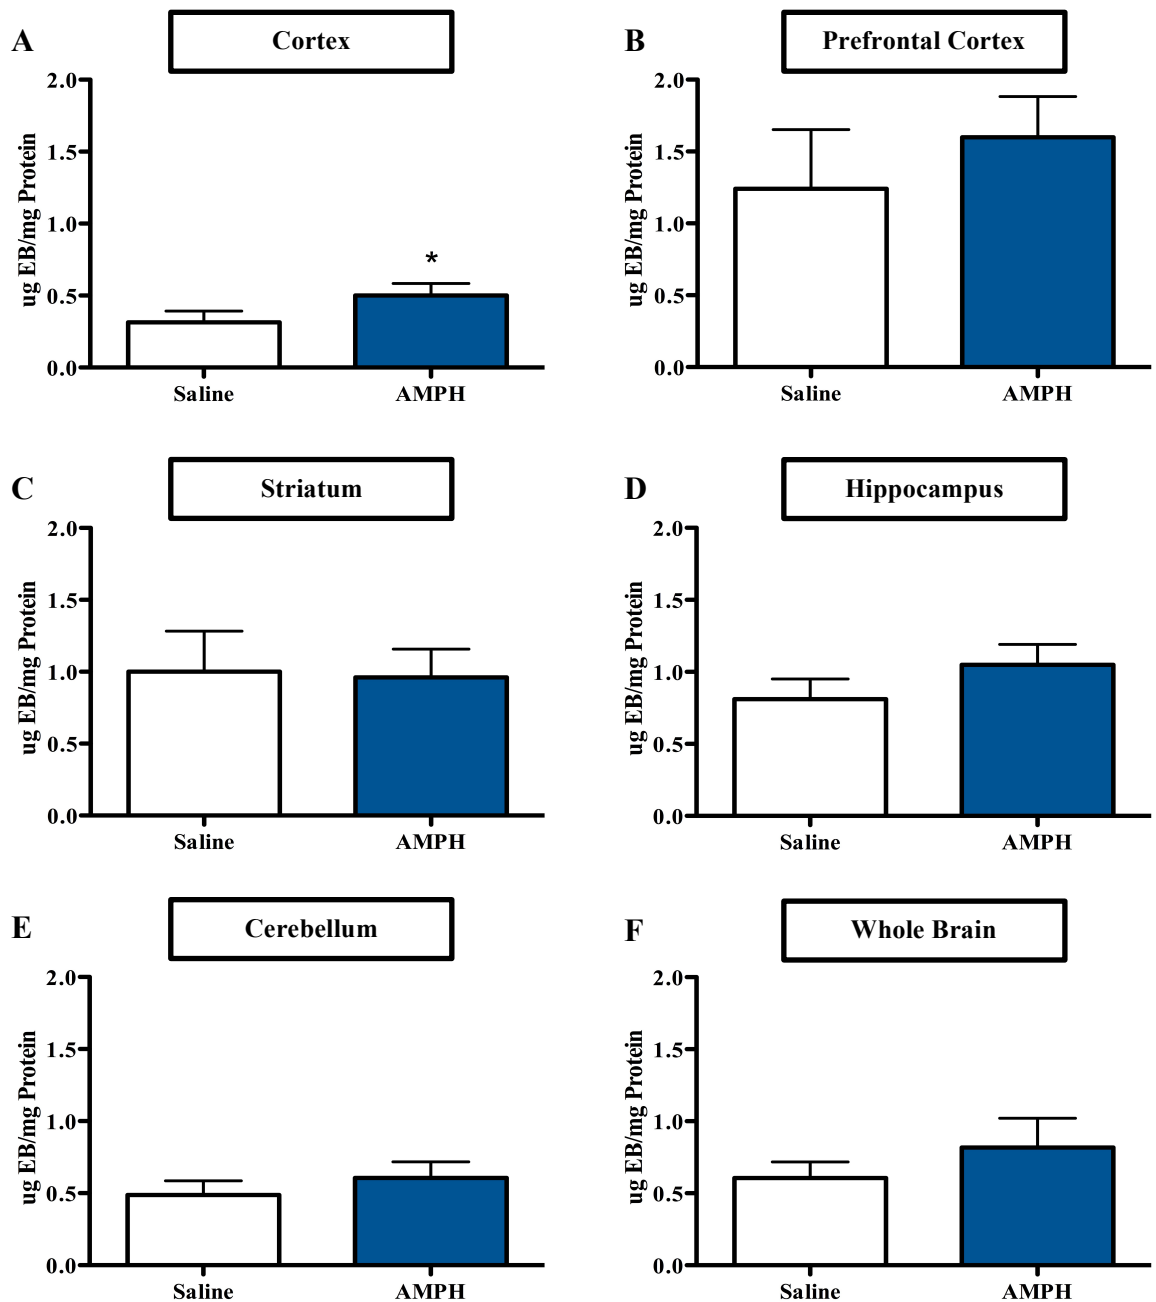 A
Cortex
ug EB/mg Protein
2.0
1.5
1.0
0.5
0.0
*
Saline
AMPH
B
Prefrontal Cortex
ug EB/mg Protein
2.0
1.5
1.0
0.5
0.0
Saline
AMPH
C
Striatum
ug EB/mg Protein
2.0
1.5
1.0
0.5
0.0
Saline
AMPH
D
Hippocampus
ug EB/mg Protein
2.0
1.5
1.0
0.5
0.0
Saline
AMPH
E
Cerebellum
ug EB/mg Protein
2.0
1.5
1.0
0.5
0.0
Saline
AMPH
F
Whole Brain
ug EB/mg Protein
2.0
1.5
1.0
0.5
0.0
Saline
AMPH